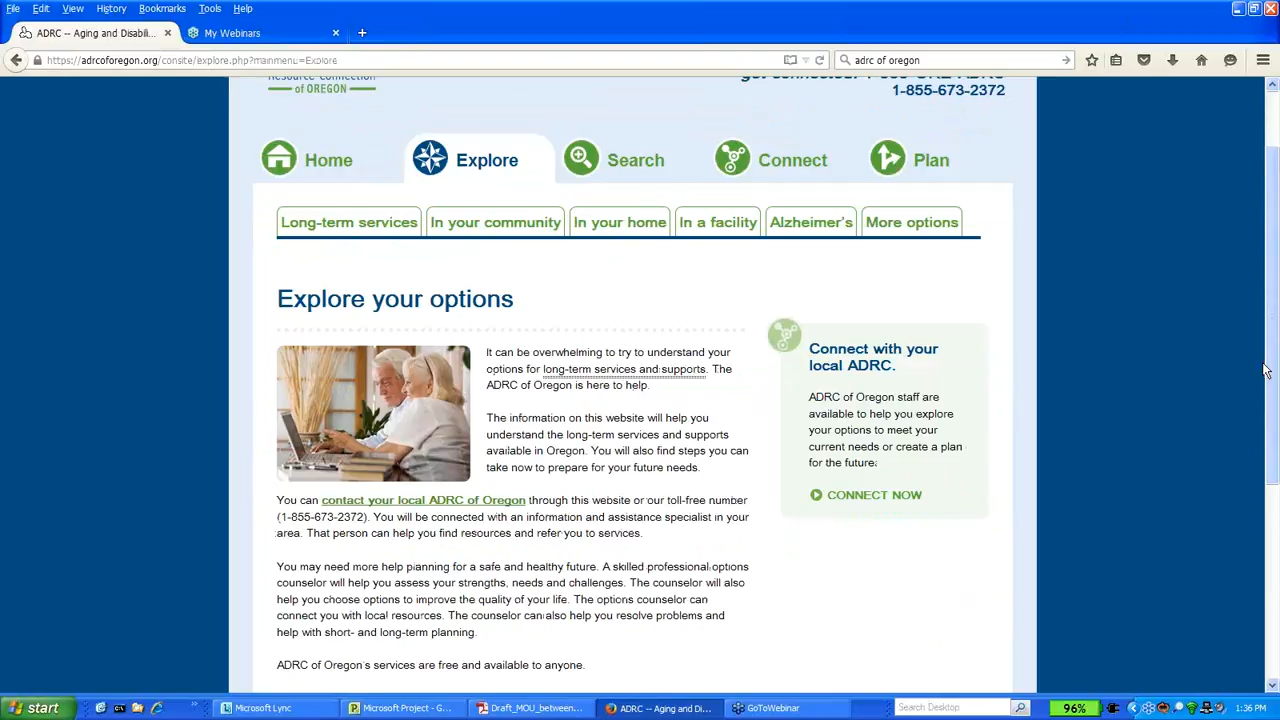 File Edit View History Bookmarks Tools Help
ADRC -- Aging and Disabili... × My Webinars × +
https://adrcoforegon.org/consite/explore.php?mainmenu=Explore adrc of oregon
of OREGON
1-855-673-2372
Home Explore Search Connect Plan
Long-term services In your community In your home In a facility Alzheimer's More options
Explore your options
It can be overwhelming to try to understand your
options for long-term services and supports. The
ADRC of Oregon is here to help.
The information on this website will help you
understand the long-term services and supports
available in Oregon. You will also find steps you can
take now to prepare for your future needs.
You can contact your local ADRC of Oregon through this website or our toll-free number
(1-855-673-2372). You will be connected with an information and assistance specialist in your
area. That person can help you find resources and refer you to services.
You may need more help planning for a safe and healthy future. A skilled professional options
counselor will help you assess your strengths, needs and challenges. The counselor will also
help you choose options to improve the quality of your life. The options counselor can
connect you with local resources. The counselor can also help you resolve problems and
help with short- and long-term planning.
ADRC of Oregon's services are free and available to anyone.
Connect with your
local ADRC.
ADRC of Oregon staff are
available to help you explore
your options to meet your
current needs or create a plan
for the future.
CONNECT NOW
start Microsoft Lync Microsoft Project - G... Draft_MOU_between... ADRC -- Aging and Di... GoToWebinar Search Desktop 96% 1:36 PM